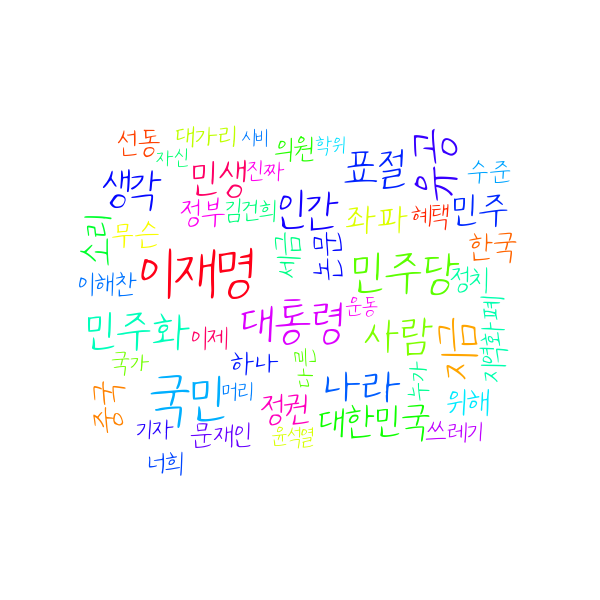 선동 대가리 시비
자신 의원 학위
생각 민생 진짜 표절 유공 수준
소리 무슨 정부 김건희 인간 좌파 혜택 민주
이해찬 이재명 세금 논문 민주당 정치 한국
민주화 이제 대통령 운동 사람 지금 지역화폐
국가 하나 다른
중국 국민 머리 정권 나라 누가 위해
기자 문재인 윤석열 대한민국 쓰레기
너희